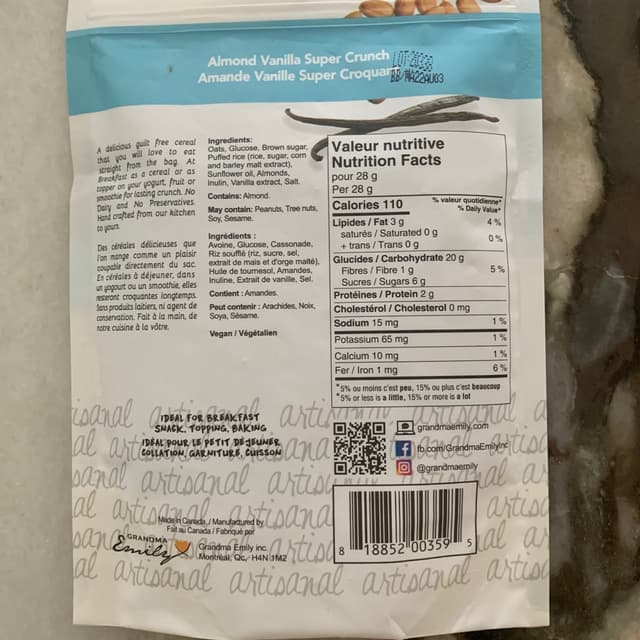 Almond Vanilla Super Crunch
Amande Vanille Super Croquant
BB/MA22AU03
A delicious guilt free cereal
that you will love to eat
straight from the bag. At
Breakfast as a cereal or as
topper on your yogurt, fruit or
smoothie for lasting crunch. No
Dairy and No Preservatives.
Hand crafted from our kitchen
to yours.
Des céréales délicieuses que
l'on mange comme un plaisir
coupable directement du sac.
En céréales à déjeuner, dans
un yogourt ou un smoothie, elles
resteront croquantes longtemps.
Sans produits laitiers, ni agent de
conservation. Fait à la main, de
notre cuisine à la vôtre.
Ingredients:
Oats, Glucose, Brown sugar,
Puffed rice (rice, sugar, corn
and barley malt extract),
Sunflower oil, Almonds,
Inulin, Vanilla extract, Salt.
Contains: Almond.
May contain: Peanuts, Tree nuts,
Soy, Sesame.
Ingrédients :
Avoine, Glucose, Cassonade,
Riz soufflé (riz, sucre, sel,
extrait de maïs et d'orge malté),
Huile de tournesol, Amandes,
Inuline, Extrait de vanille, Sel.
Contient : Amandes.
Peut contenir : Arachides, Noix,
Soya, Sésame.
Vegan / Végétalien
Valeur nutritive
Nutrition Facts
pour 28 g
Per 28 g
Calories 110
% valeur quotidienne*
% Daily Value*
Lipides / Fat 3 g 4 %
saturés / Saturated 0 g
+ trans / Trans 0 g 0 %
Glucides / Carbohydrate 20 g
Fibres / Fibre 1 g 5 %
Sucres / Sugars 6 g
Protéines / Protein 2 g
Cholestérol / Cholesterol 0 mg
Sodium 15 mg 1 %
Potassium 65 mg 1 %
Calcium 10 mg 1 %
Fer / Iron 1 mg 6 %
*5% ou moins c'est peu, 15% ou plus c'est beaucoup
*5% or less is a little, 15% or more is a lot
IDEAL FOR BREAKFAST
SNACK, TOPPING, BAKING
IDÉAL POUR LE PETIT DÉJEUNER,
COLLATION, GARNITURE, CUISSON
grandmaemily.com
fb.com/GrandmaEmilyInc
@grandmaemily
artisanal artisanal
Made in Canada / Manufactured by
Fait au Canada / Fabriqué par
GRANDMA
Emily
Grandma Emily inc.
Montréal, Qc, H4N 1M2
8 18852 00359 5
artisanal artisanal artisanal